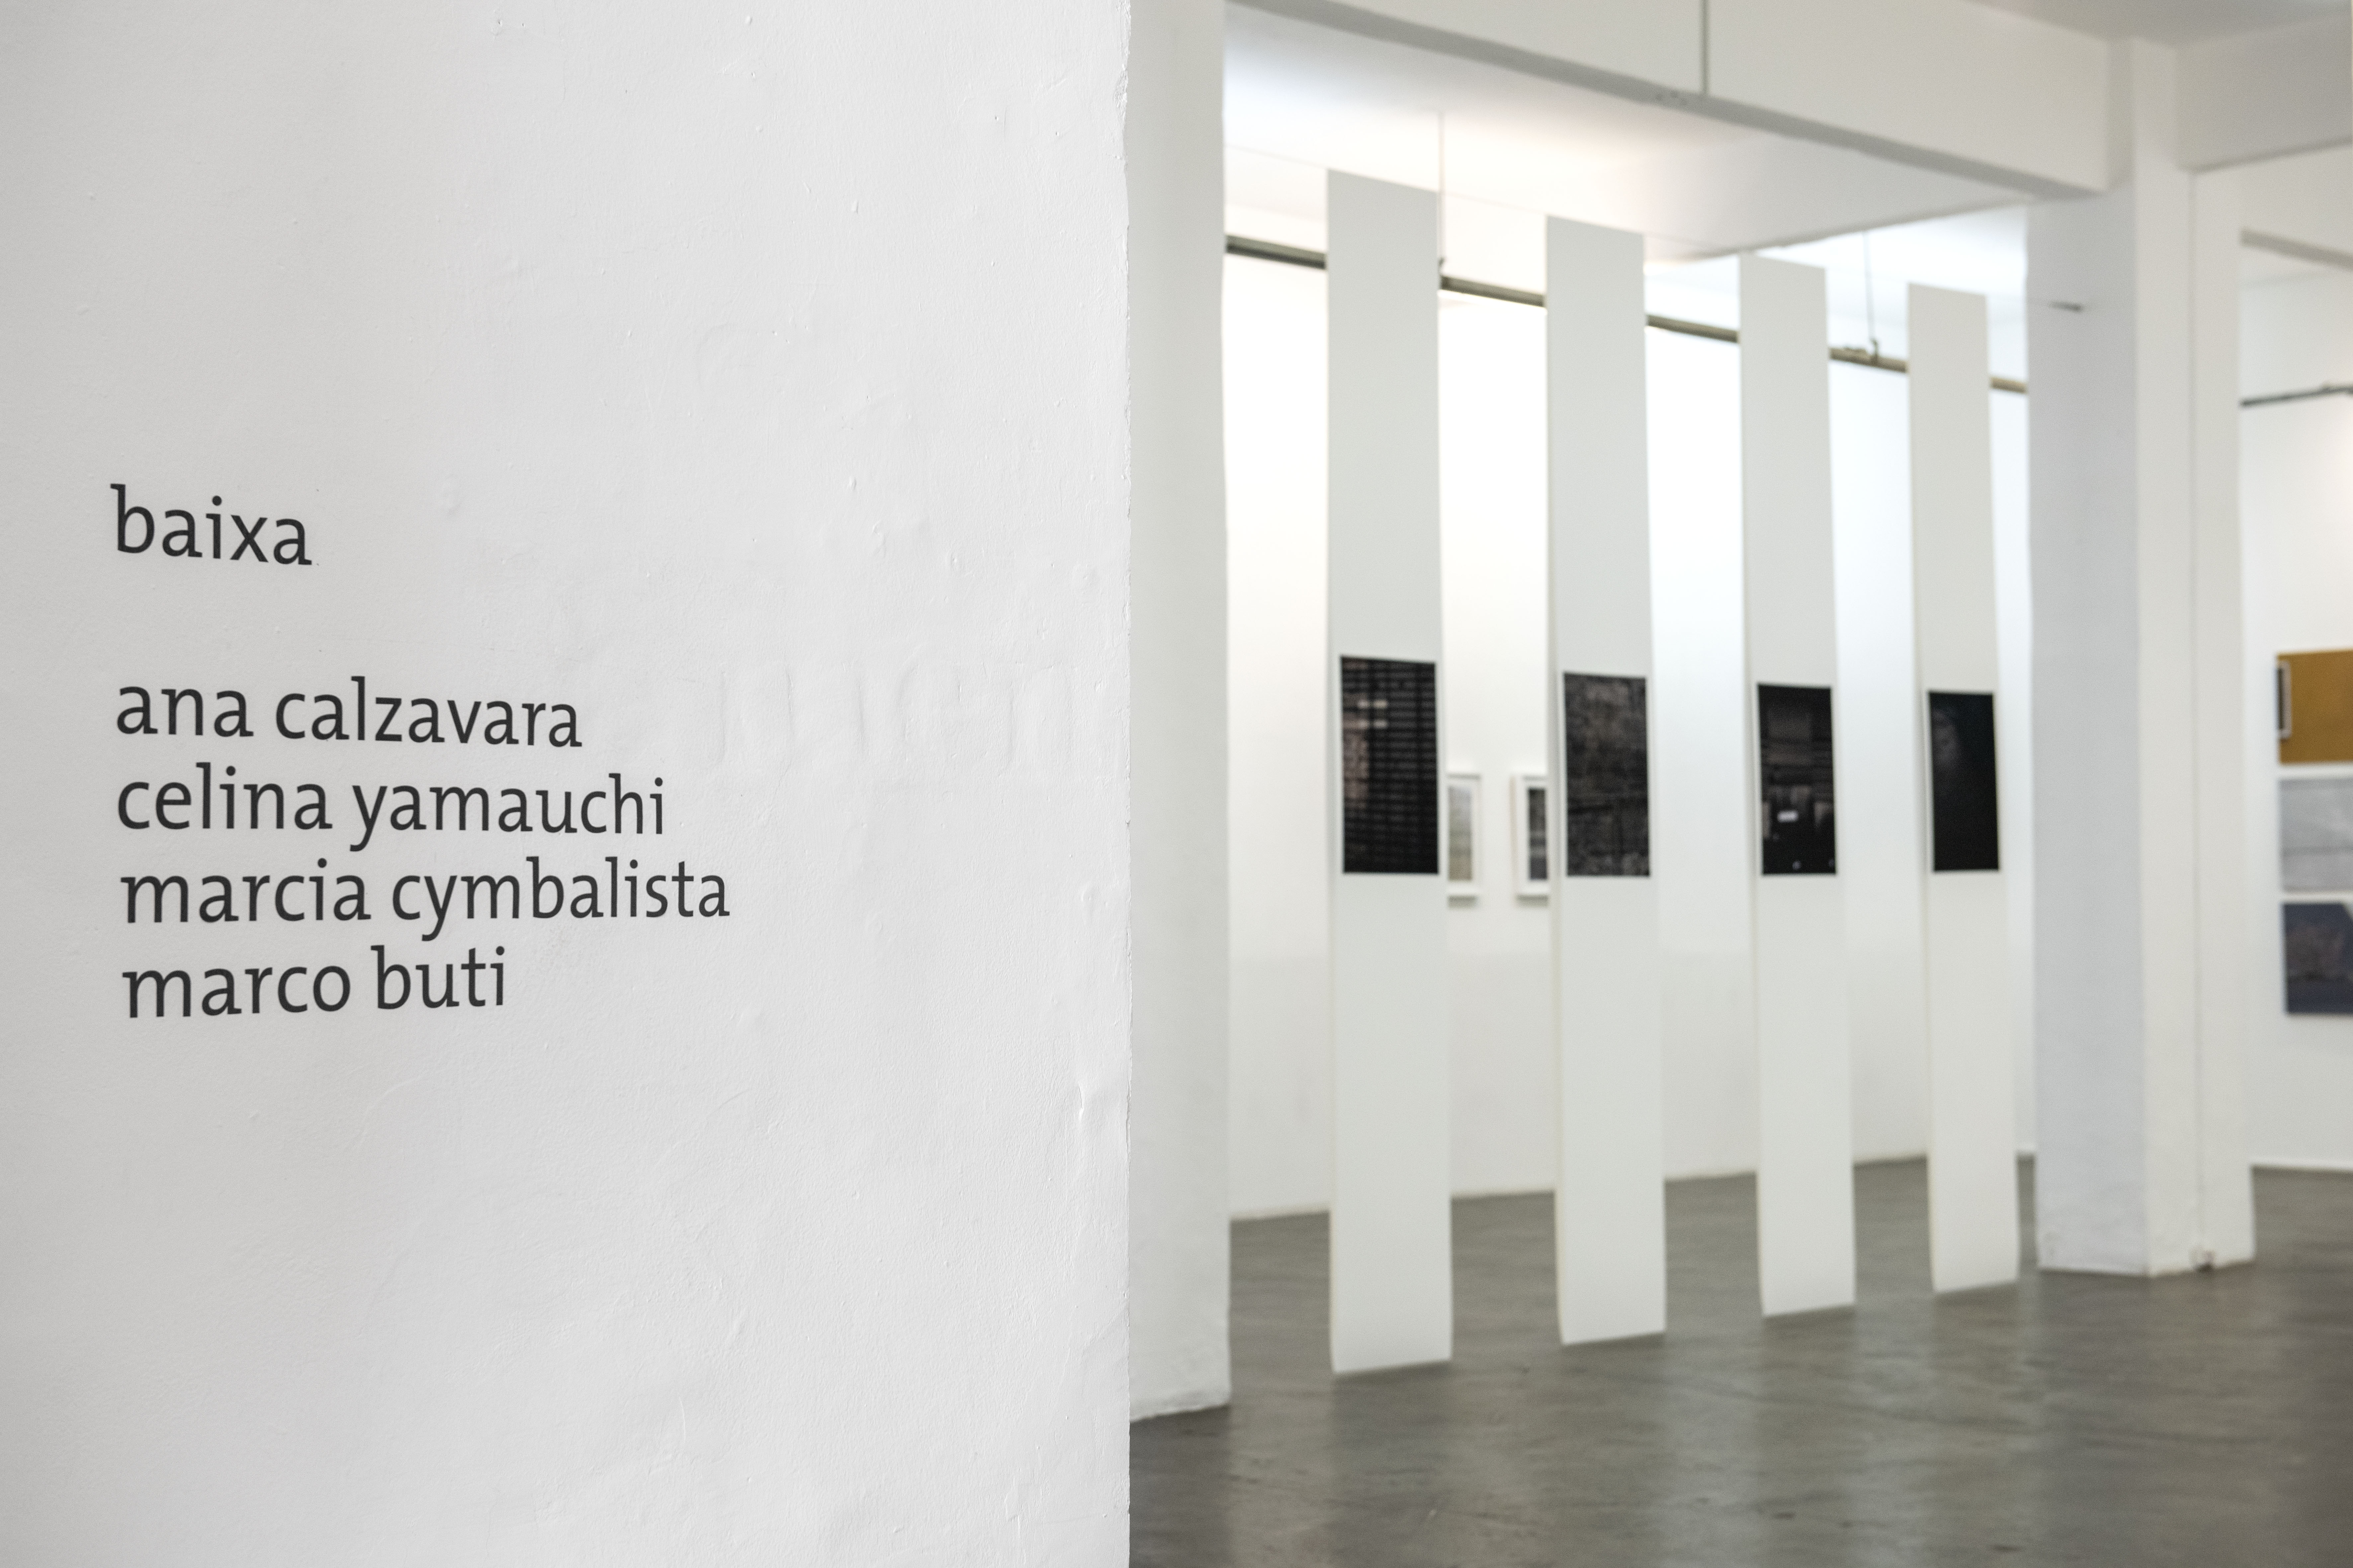 baixa
ana calzavara
celina yamauchi
marcia cymbalista
marco buti